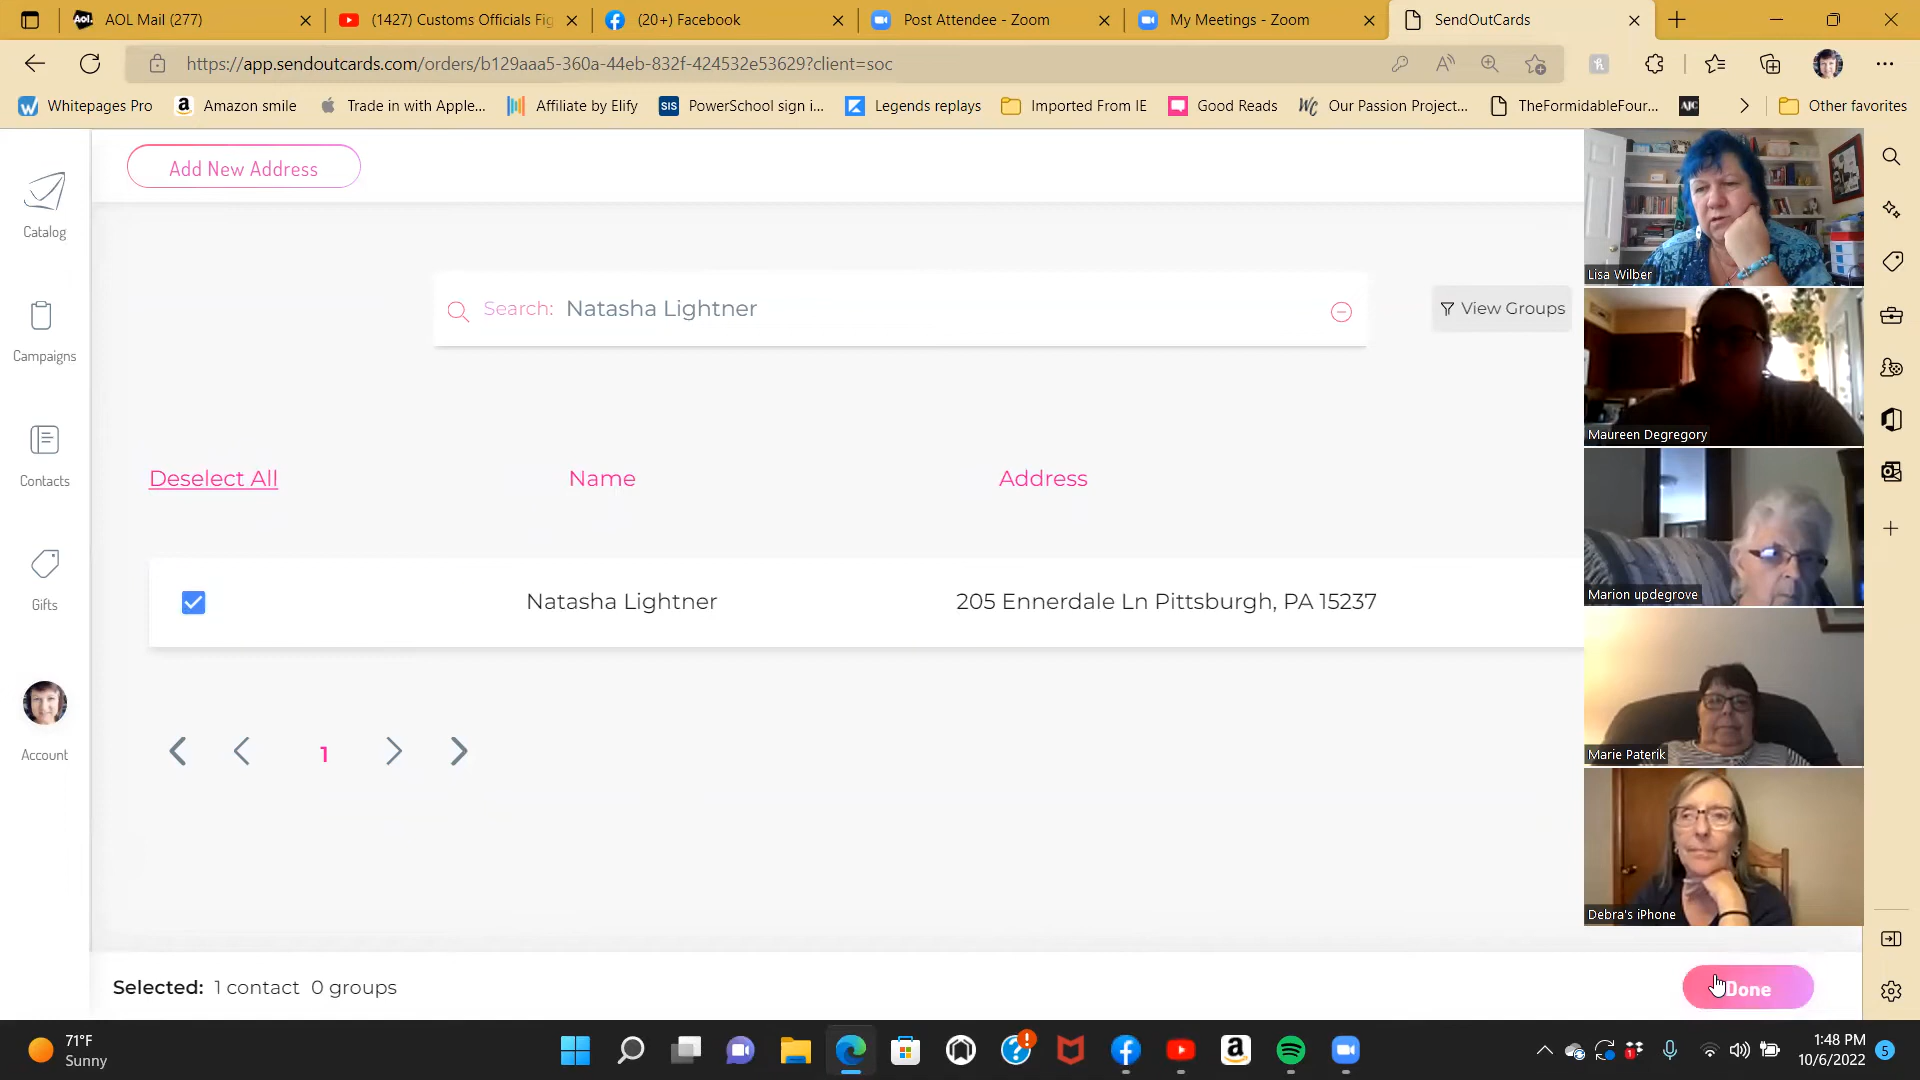 AOL Mail (277)
(1427) Customs Officials Fig
(20+) Facebook
Post Attendee - Zoom
My Meetings - Zoom
SendOutCards
https://app.sendoutcards.com/orders/b129aaa5-360a-44eb-832f-424532e53629?client=soc
Whitepages Pro
Amazon smile
Trade in with Apple...
Affiliate by Elify
SIS
PowerSchool sign i...
Legends replays
Imported From IE
Good Reads
Our Passion Project...
TheFormidableFour...
AJC
Other favorites
Add New Address
Catalog
Campaigns
Contacts
Gifts
Account
Search: Natasha Lightner
View Groups
Deselect All
Name
Address
Natasha Lightner
205 Ennerdale Ln Pittsburgh, PA 15237
1
Lisa Wilber
Maureen Degregory
Marion updegrove
Marie Paterik
Debra's iPhone
Selected: 1 contact 0 groups
Done
71°F
Sunny
1:48 PM
10/6/2022
5